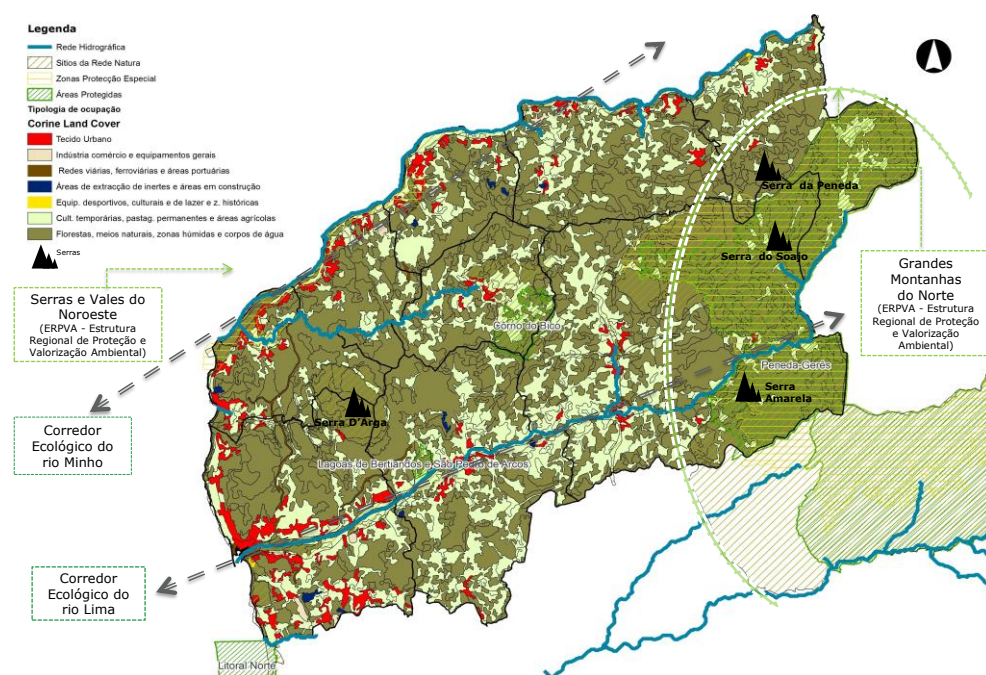 Legenda
Rede Hidrográfica
Sitios da Rede Natura
Zonas Protecção Especial
Áreas Protegidas
Tipologia de ocupação
Corine Land Cover
Tecido Urbano
Indústria comércio e equipamentos gerais
Redes viárias, ferroviárias e áreas portuárias
Áreas de extracção de inertes e áreas em construção
Equip. desportivos, culturais e de lazer e z. históricas
Cult. temporárias, pastag. permanentes e áreas agrícolas
Florestas, meios naturais, zonas húmidas e corpos de água
Serras
Serras e Vales do
Noroeste
(ERPVA - Estrutura
Regional de Proteção e
Valorização Ambiental)
Corredor
Ecológico do
rio Minho
Corredor
Ecológico do
rio Lima
Serra da Peneda
Serra do Soajo
Grandes
Montanhas
do Norte
(ERPVA - Estrutura
Regional de Proteção
e Valorização
Ambiental)
Corno do Bico
Peneda-Gerês
Serra
Amarela
Serra D'Arga
Lagoas de Bertiandos e São Pedro de Arcos
Litoral Norte